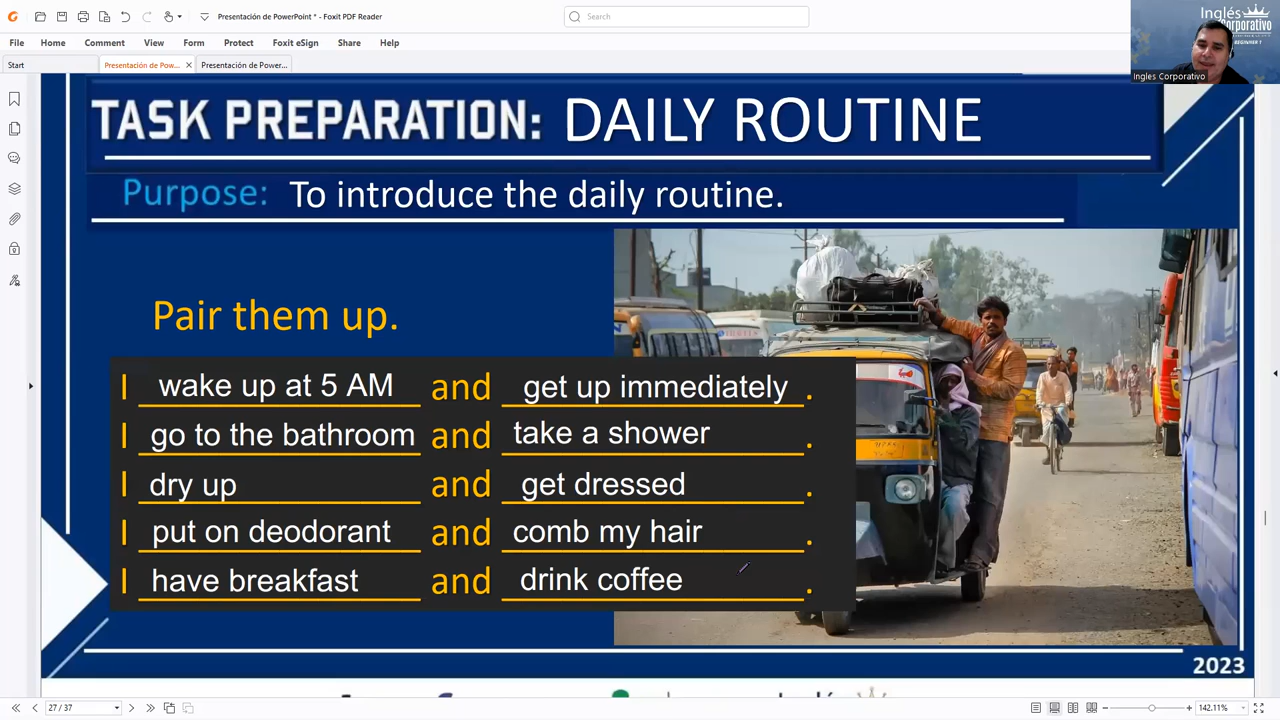 Presentación de PowerPoint * - Foxit PDF Reader
Search
File Home Comment View Form Protect Foxit eSign Share Help
Start Presentación de Pow... Presentación de Power...
Inglés
Corporativo
BEGINNER 1
Ingles Corporativo
TASK PREPARATION: DAILY ROUTINE
Purpose: To introduce the daily routine.
Pair them up.
I wake up at 5 AM and get up immediately.
I go to the bathroom and take a shower.
I dry up and get dressed.
I put on deodorant and comb my hair.
I have breakfast and drink coffee.
2023
27 / 37
142.11%